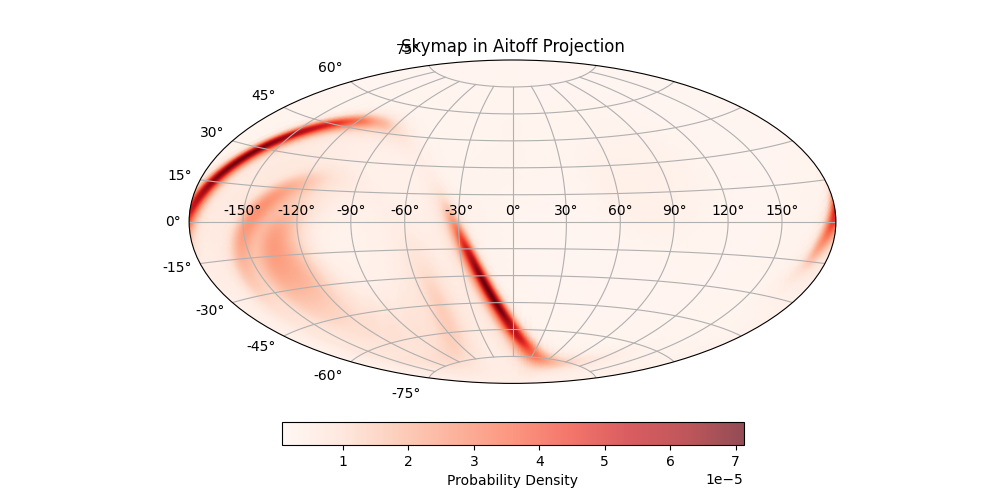 Skymap in Aitoff Projection
75°
60°
45°
30°
15°
0°
-150° -120° -90° -60° -30° 0° 30° 60° 90° 120° 150°
-15°
-30°
-45°
-60°
-75°
1 2 3 4 5 6 7
1e−5
Probability Density